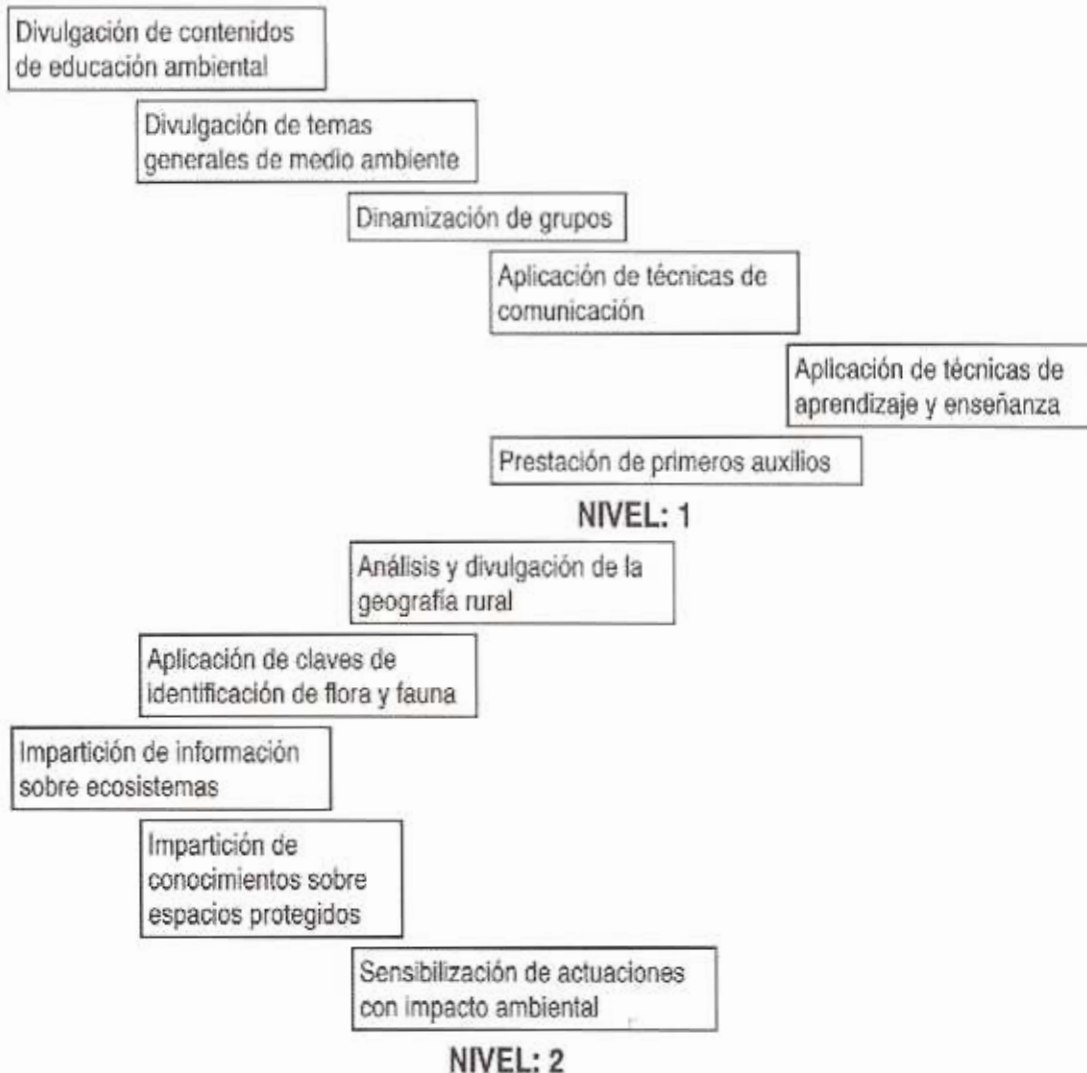 Divulgación de contenidos
de educación ambiental
Divulgación de temas
generales de medio ambiente
Dinamización de grupos
Aplicación de técnicas de
comunicación
Aplicación de técnicas de
aprendizaje y enseñanza
Prestación de primeros auxilios
NIVEL: 1
Análisis y divulgación de la
geografía rural
Aplicación de claves de
identificación de flora y fauna
Impartición de información
sobre ecosistemas
Impartición de
conocimientos sobre
espacios protegidos
Sensibilización de actuaciones
con impacto ambiental
NIVEL: 2